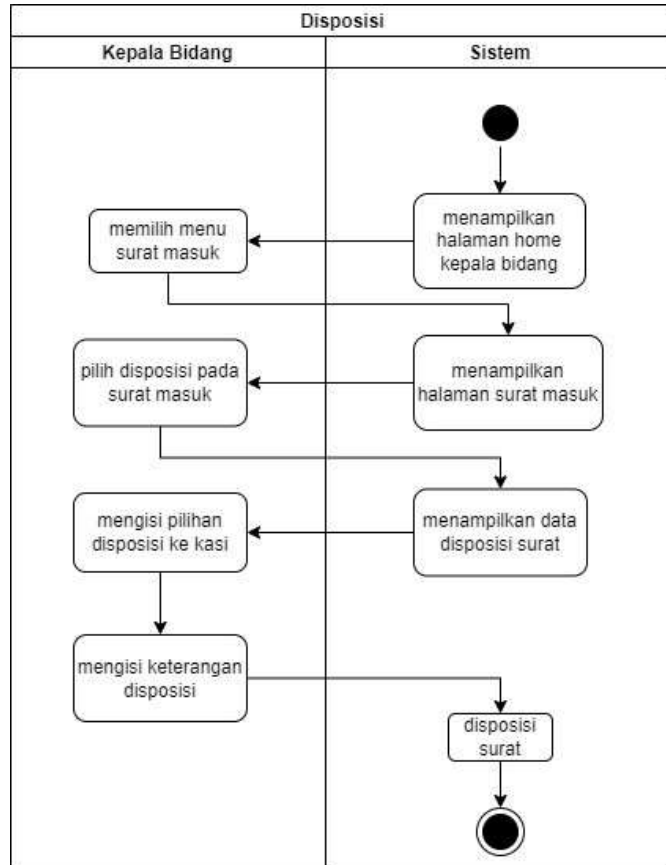 Disposisi
Kepala Bidang
Sistem
menampilkan
halaman home
kepala bidang
memilih menu
surat masuk
menampilkan
halaman surat masuk
pilih disposisi pada
surat masuk
menampilkan data
disposisi surat
mengisi pilihan
disposisi ke kasi
mengisi keterangan
disposisi
disposisi
surat